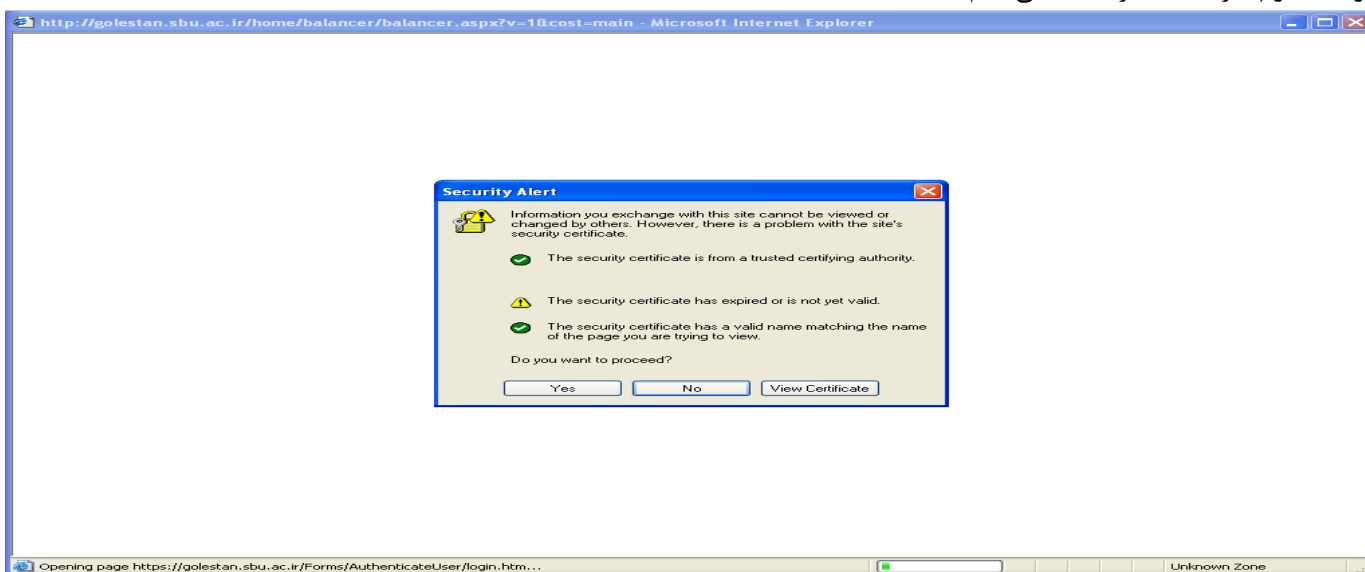 http://golestan.sbu.ac.ir/home/balancer/balancer.aspx?v=1&cost=main - Microsoft Internet Explorer
Security Alert
Information you exchange with this site cannot be viewed or
changed by others. However, there is a problem with the site's
security certificate.
The security certificate is from a trusted certifying authority.
The security certificate has expired or is not yet valid.
The security certificate has a valid name matching the name
of the page you are trying to view.
Do you want to proceed?
Yes No View Certificate
Opening page https://golestan.sbu.ac.ir/Forms/AuthenticateUser/login.htm... Unknown Zone